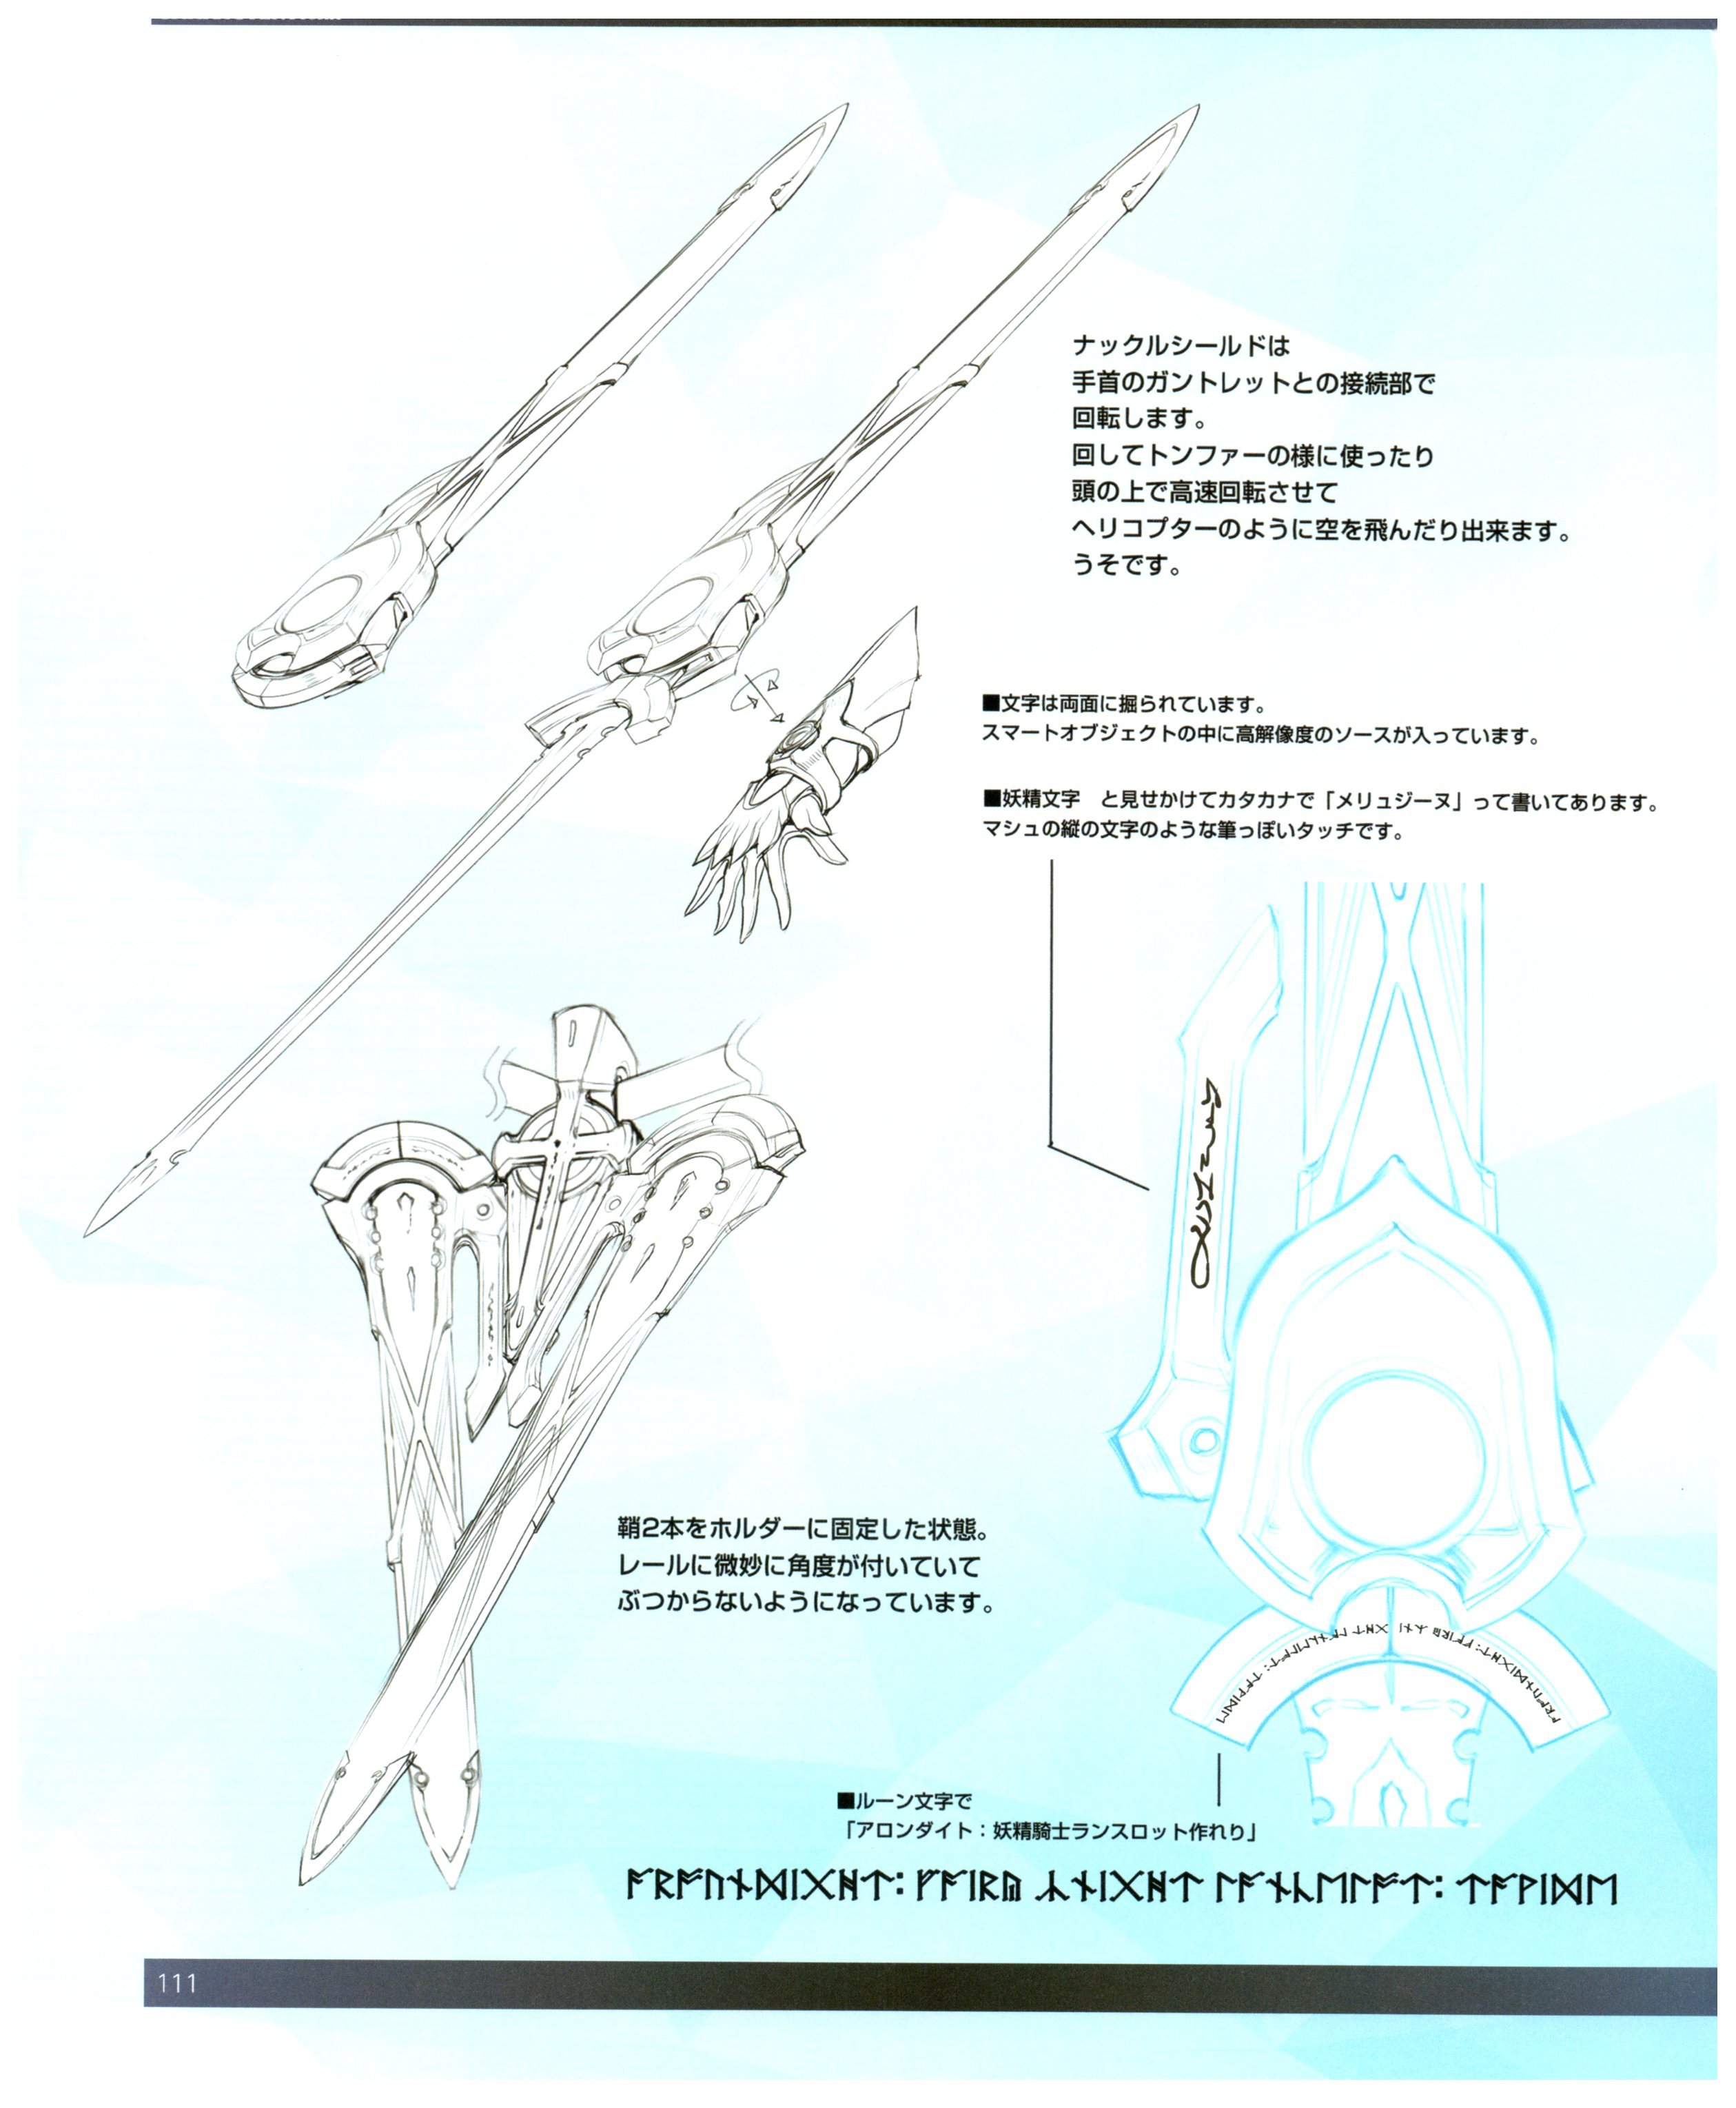 ナックルシールドは
手首のガントレットとの接続部で
回転します。
回してトンファーの様に使ったり
頭の上で高速回転させて
ヘリコプターのように空を飛んだり出来ます。
うそです。
■文字は両面に掘られています。
スマートオブジェクトの中に高解像度のソースが入っています。
■妖精文字　と見せかけてカタカナで「メリュジーヌ」って書いてあります。
マシュの縦の文字のような筆っぽいタッチです。
鞘2本をホルダーに固定した状態。
レールに微妙に角度が付いていて
ぶつからないようになっています。
■ルーン文字で
「アロンダイト：妖精騎士ランスロット作れり」
111